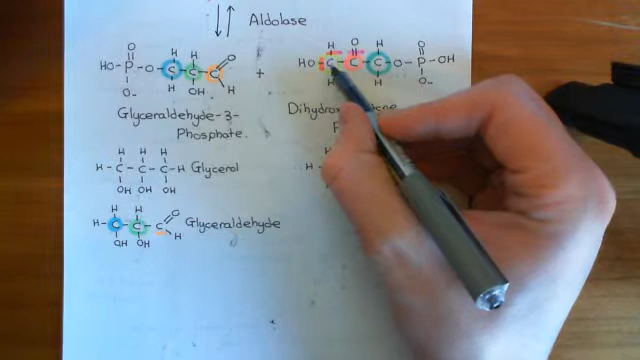 Aldolase
O O
H H H H O
HO-P-O-C-C-C + HO-C-C-C-O-P-OH
O- H OH H H H O-
Glyceraldehyde-3-
Phosphate.
H H H
H-C-C-C-H Glycerol
OH OH OH
H H O
H-C-C-C Glyceraldehyde
OH OH H